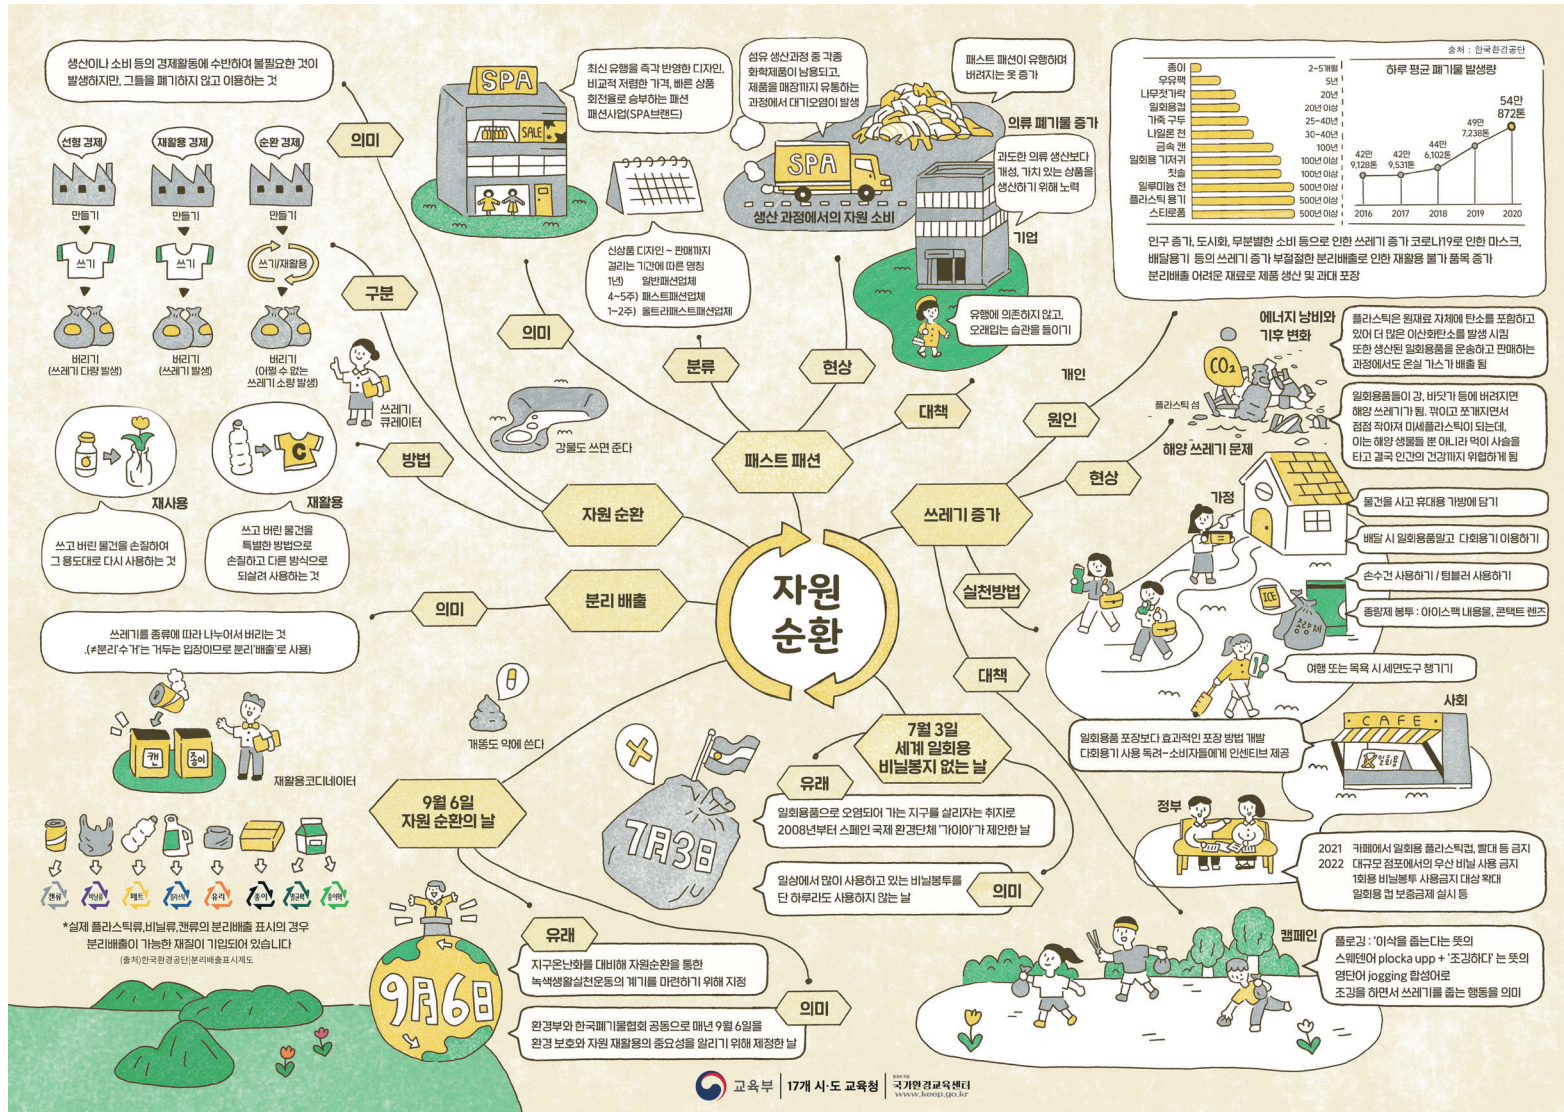 생산이나 소비 등의 경제활동에 수반하여 불필요한 것이
발생하지만, 그들을 폐기하지 않고 이용하는 것
의미
선형 경제
재활용 경제
순환 경제
만들기
만들기
만들기
쓰기
쓰기
쓰기/재활용
버리기
(쓰레기 다량 발생)
버리기
(쓰레기 발생)
버리기
(어쩔 수 없는
쓰레기 소량 발생)
구분
쓰레기
큐레이터
방법
재사용
C
재활용
쓰고 버린 물건을 손질하여
그 용도대로 다시 사용하는 것
쓰고 버린 물건을
특별한 방법으로
손질하고 다른 방식으로
되살려 사용하는 것
강물도 쓰면 준다
자원 순환
SPA
SALE
최신 유행을 즉각 반영한 디자인,
비교적 저렴한 가격, 빠른 상품
회전율로 승부하는 패션
패션사업(SPA브랜드)
의미
신상품 디자인 ~ 판매까지
걸리는 기간에 따른 명칭
1년) 일반패션업체
4~5주) 패스트패션업체
1~2주) 울트라패스트패션업체
분류
섬유 생산과정 중 각종
화학제품이 남용되고,
제품을 매장까지 유통하는
과정에서 대기오염이 발생
패스트 패션이 유행하며
버려지는 옷 증가
의류 폐기물 증가
SPA
생산 과정에서의 자원 소비
현상
과도한 의류 생산보다
개성, 가치 있는 상품을
생산하기 위해 노력
기업
유행에 의존하지 않고,
오래입는 습관을 들이기
개인
대책
패스트 패션
출처 : 한국환경공단
종이 2~5개월
우유팩 5년
나무젓가락 20년
일회용컵 20년 이상
가죽 구두 25~40년
나일론 천 30~40년
금속 캔 100년
일회용 기저귀 100년 이상
칫솔 100년 이상
일루미늄 천 500년 이상
플라스틱 용기 500년 이상
스티로폼 500년 이상
하루 평균 폐기물 발생량
42만
9,128톤
42만
9,531톤
44만
6,102톤
49만
7,238톤
54만
872톤
2016 2017 2018 2019 2020
인구 증가, 도시화, 무분별한 소비 등으로 인한 쓰레기 증가 코로나19로 인한 마스크,
배달용기 등의 쓰레기 증가 부절절한 분리배출로 인한 재활용 불가 품목 증가
분리배출 어려운 재료로 제품 생산 및 과대 포장
원인
에너지 낭비와
기후 변화
CO₂
플라스틱은 원재료 자체에 탄소를 포함하고
있어 더 많은 이산화탄소를 발생 시킴
또한 생산된 일회용품을 운송하고 판매하는
과정에서도 온실 가스가 배출 됨
플라스틱 섬
해양 쓰레기 문제
일회용품들이 강, 바닷가 등에 버려지면
해양 쓰레기가 됨. 깎이고 쪼개지면서
점점 작아져 미세플라스틱이 되는데,
이는 해양 생물들 뿐 아니라 먹이 사슬을
타고 결국 인간의 건강까지 위협하게 됨
현상
쓰레기 증가
실천방법
가정
물건을 사고 휴대용 가방에 담기
배달 시 일회용품말고 다회용기 이용하기
손수건 사용하기 / 텀블러 사용하기
ICE
종량제
종량제 봉투 : 아이스팩 내용물, 콘택트 렌즈
여행 또는 목욕 시 세면도구 챙기기
대책
사회
CAFE
일회용
일회용품 포장보다 효과적인 포장 방법 개발
다회용기 사용 독려-소비자들에게 인센티브 제공
정부
2021 카페에서 일회용 플라스틱컵, 빨대 등 금지
2022 대규모 점포에서의 우산 비닐 사용 금지
1회용 비닐봉투 사용금지 대상 확대
일회용 컵 보증금제 실시 등
캠페인
플로깅 : '이삭을 줍는다는 뜻의
스웨덴어 plocka upp + '조깅하다' 는 뜻의
영단어 jogging 합성어로
조깅을 하면서 쓰레기를 줍는 행동을 의미
자원
순환
분리 배출
의미
쓰레기를 종류에 따라 나누어서 버리는 것
.(≠분리'수거'는 거두는 입장이므로 분리'배출'로 사용)
캔
종이
재활용코디네이터
개똥도 약에 쓴다
캔류
비닐류
페트
플라스틱
유리
종이
멸균팩
종이팩
*실제 플라스틱류,비닐류,캔류의 분리배출 표시의 경우
분리배출이 가능한 재질이 기입되어 있습니다
(출처)한국환경공단|분리배출표시제도
7월 3일
세계 일회용
비닐봉지 없는 날
7月3日
유래
일회용품으로 오염되어 가는 지구를 살리자는 취지로
2008년부터 스페인 국제 환경단체 '가이아'가 제안한 날
일상에서 많이 사용하고 있는 비닐봉투를
단 하루라도 사용하지 않는 날
의미
9월 6일
자원 순환의 날
9月6日
유래
지구온난화를 대비해 자원순환을 통한
녹색생활실천운동의 계기를 마련하기 위해 지정
의미
환경부와 한국폐기물협회 공동으로 매년 9월 6일을
환경 보호와 자원 재활용의 중요성을 알리기 위해 제정한 날
교육부
17개 시·도 교육청
국가환경교육센터
www.keep.go.kr